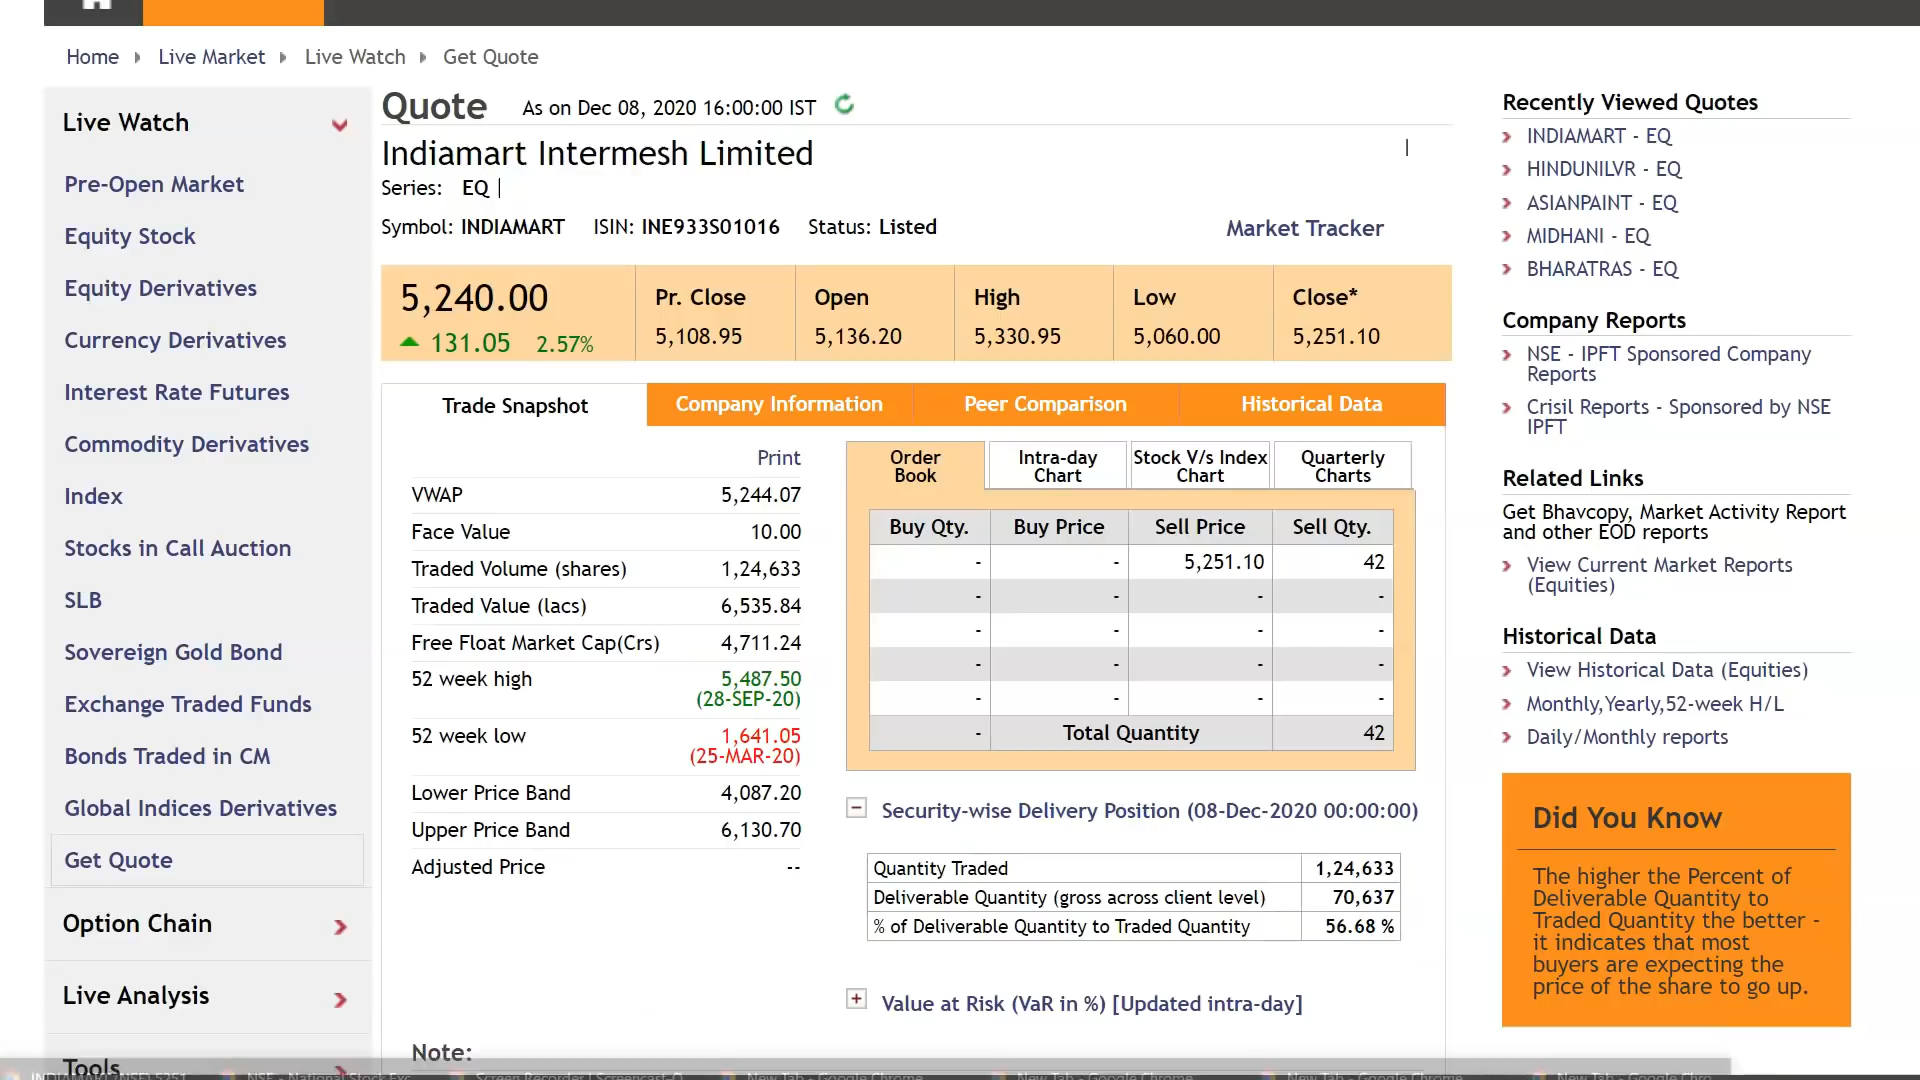 Home Live Market Live Watch Get Quote
Live Watch
Pre-Open Market
Equity Stock
Equity Derivatives
Currency Derivatives
Interest Rate Futures
Commodity Derivatives
Index
Stocks in Call Auction
SLB
Sovereign Gold Bond
Exchange Traded Funds
Bonds Traded in CM
Global Indices Derivatives
Get Quote
Option Chain
Live Analysis
Tools
Quote As on Dec 08, 2020 16:00:00 IST
Indiamart Intermesh Limited |
Series: EQ |
Symbol: INDIAMART ISIN: INE933S01016 Status: Listed Market Tracker
5,240.00
131.05 2.57%
Pr. Close
5,108.95
Open
5,136.20
High
5,330.95
Low
5,060.00
Close*
5,251.10
Trade Snapshot Company Information Peer Comparison Historical Data
Print
VWAP 5,244.07
Face Value 10.00
Traded Volume (shares) 1,24,633
Traded Value (lacs) 6,535.84
Free Float Market Cap(Crs) 4,711.24
52 week high 5,487.50
(28-SEP-20)
52 week low 1,641.05
(25-MAR-20)
Lower Price Band 4,087.20
Upper Price Band 6,130.70
Adjusted Price --
Order
Book
Intra-day
Chart
Stock V/s Index
Chart
Quarterly
Charts
Buy Qty. Buy Price Sell Price Sell Qty.
- - 5,251.10 42
- - - -
- - - -
- - - -
- - - -
- Total Quantity 42
Security-wise Delivery Position (08-Dec-2020 00:00:00)
Quantity Traded 1,24,633
Deliverable Quantity (gross across client level) 70,637
% of Deliverable Quantity to Traded Quantity 56.68 %
Value at Risk (VaR in %) [Updated intra-day]
Note:
Recently Viewed Quotes
INDIAMART - EQ
HINDUNILVR - EQ
ASIANPAINT - EQ
MIDHANI - EQ
BHARATRAS - EQ
Company Reports
NSE - IPFT Sponsored Company
Reports
Crisil Reports - Sponsored by NSE
IPFT
Related Links
Get Bhavcopy, Market Activity Report
and other EOD reports
View Current Market Reports
(Equities)
Historical Data
View Historical Data (Equities)
Monthly,Yearly,52-week H/L
Daily/Monthly reports
Did You Know
The higher the Percent of
Deliverable Quantity to
Traded Quantity the better -
it indicates that most
buyers are expecting the
price of the share to go up.